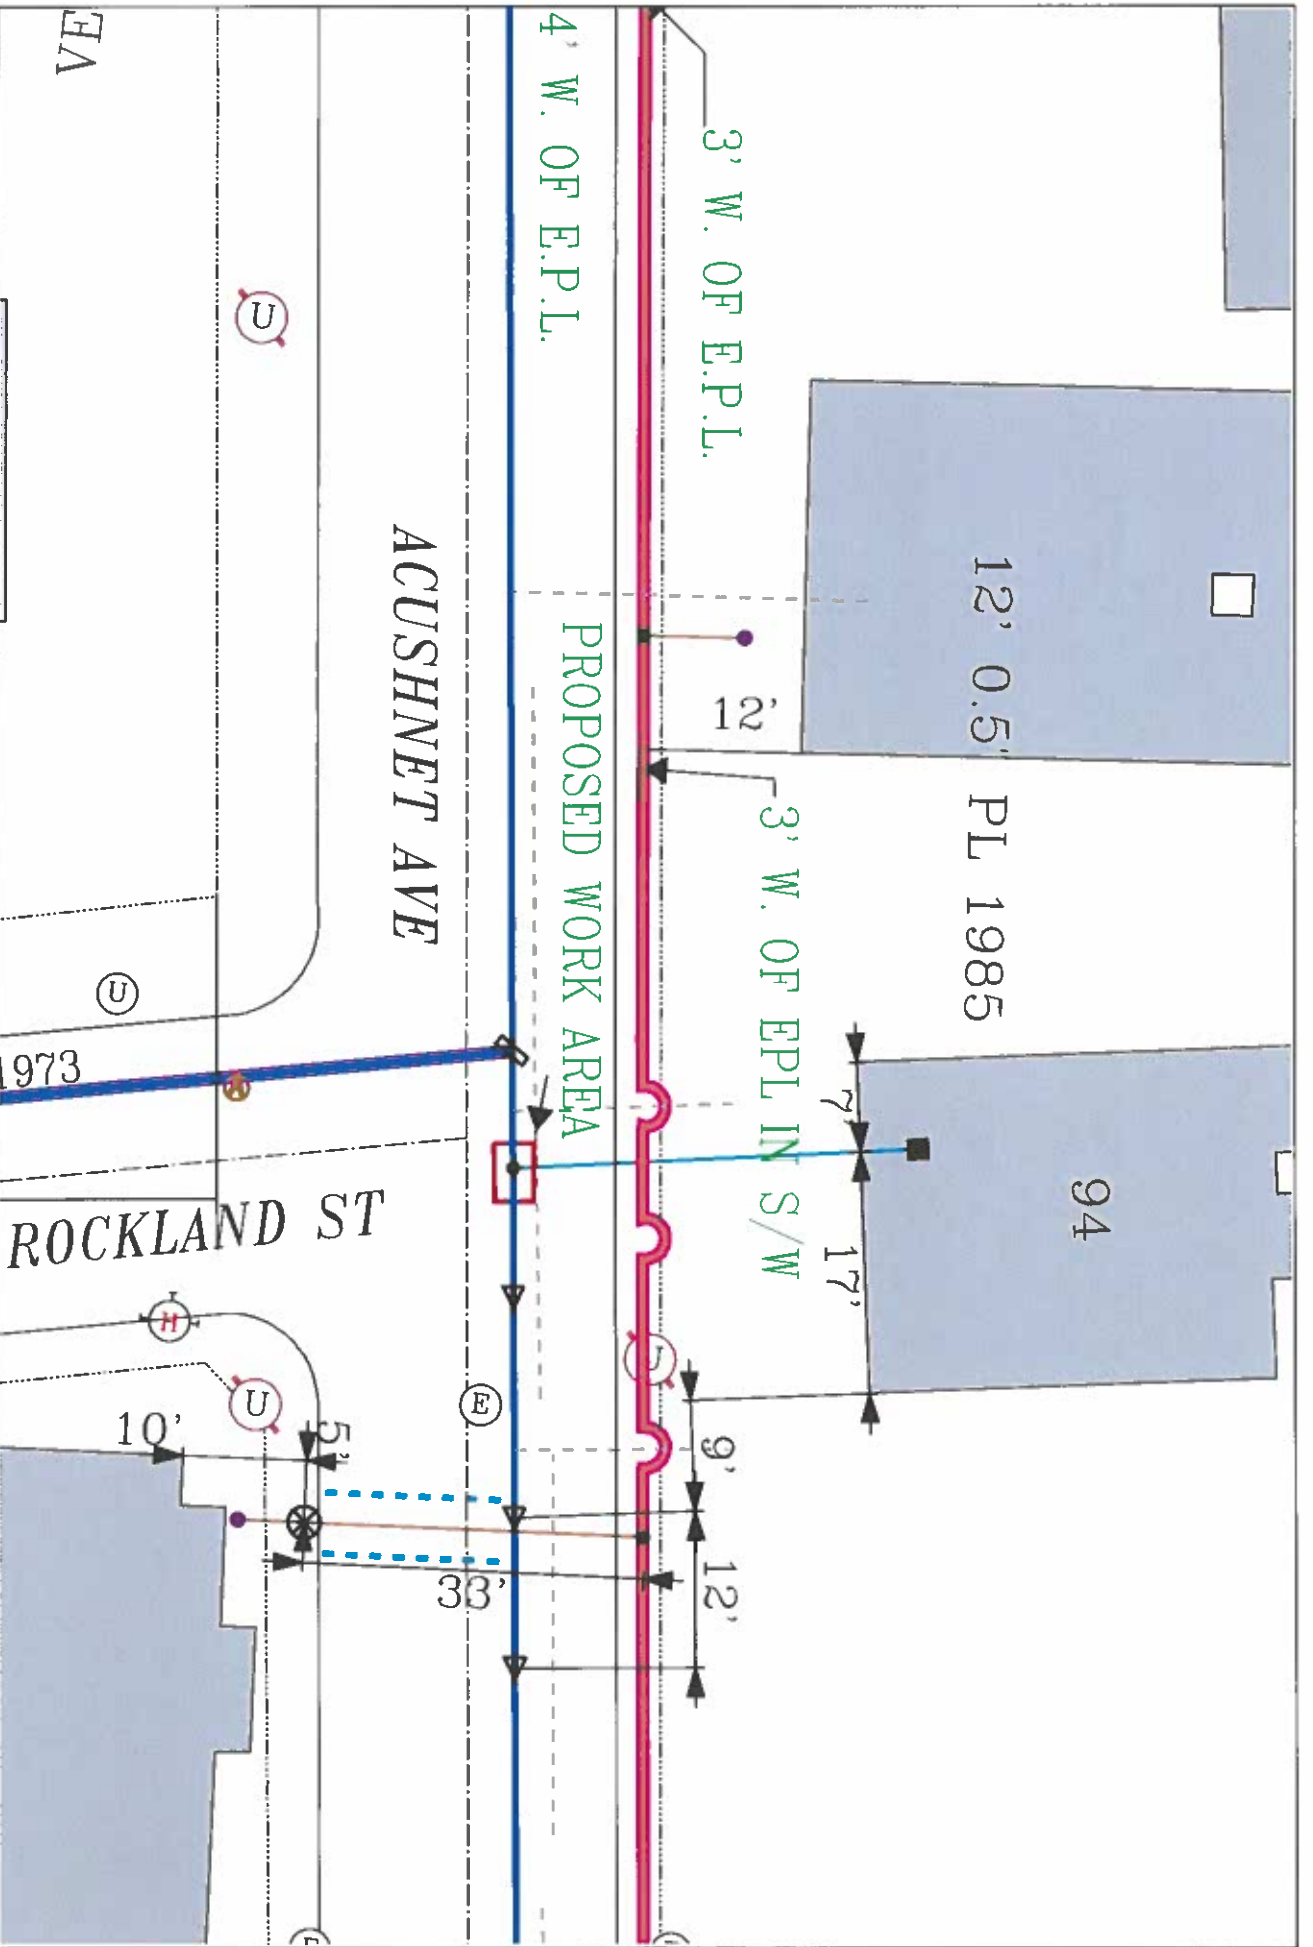 VE
4' W. OF E.P.L.
3' W. OF E.P.L.
U
12' 0.5'
12'
ACUSHNET AVE
PROPOSED WORK AREA
3' W. OF EPL IN S/W
PL 1985
U
1973
7'
94
17'
ROCKLAND ST
H
U
U
E
10'
5'
9'
12'
33'